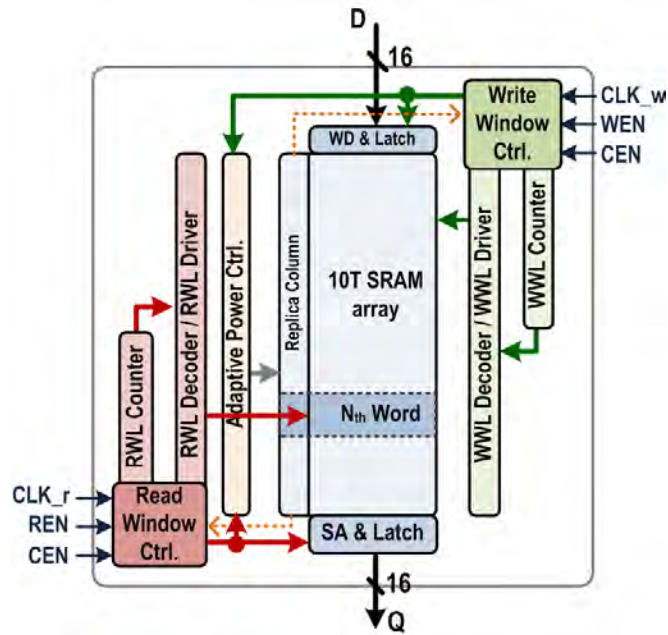 D
16
Write
Window
Ctrl.
CLK_w
WEN
CEN
WD & Latch
RWL Counter
RWL Decoder / RWL Driver
Adaptive Power Ctrl.
Replica Column
10T SRAM
array
WWL Decoder / WWL Driver
WWL Counter
Nth Word
CLK_r
REN
CEN
Read
Window
Ctrl.
SA & Latch
16
Q